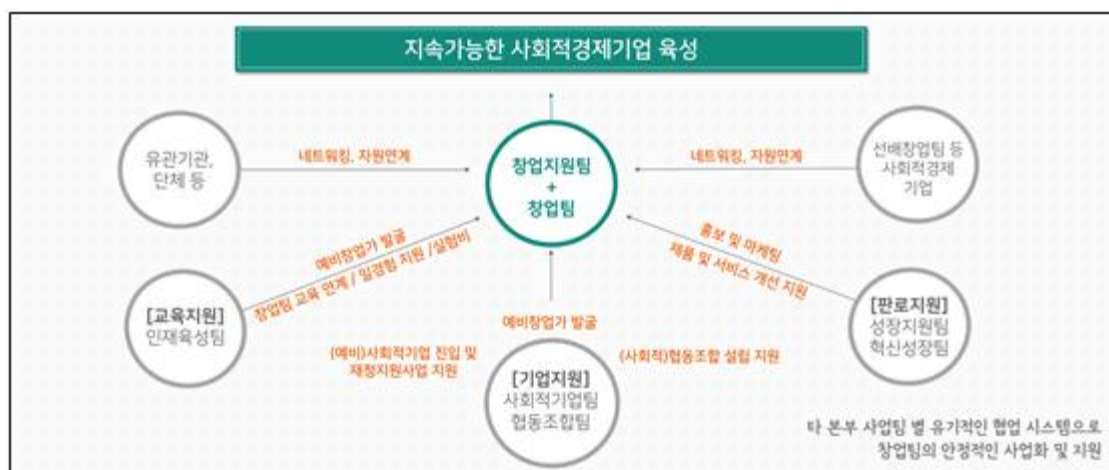 지속가능한 사회적경제기업 육성
유관기관,
단체 등
네트워킹, 자원연계
창업지원팀
+
창업팀
네트워킹, 자원연계
선배창업팀 등
사회적경제
기업
예비창업가 발굴
창업팀 교육 연계 / 일경험 지원 /실험비
홍보 및 마케팅
제품 및 서비스 개선 지원
[교육지원]
인재육성팀
[판로지원]
성장지원팀
혁신성장팀
예비창업가 발굴
(예비)사회적기업 진입 및
재정지원사업 지원
(사회적)협동조합 설립 지원
[기업지원]
사회적기업팀
협동조합팀
타 본부 사업팀 별 유기적인 협업 시스템으로
창업팀의 안정적인 사업화 및 지원